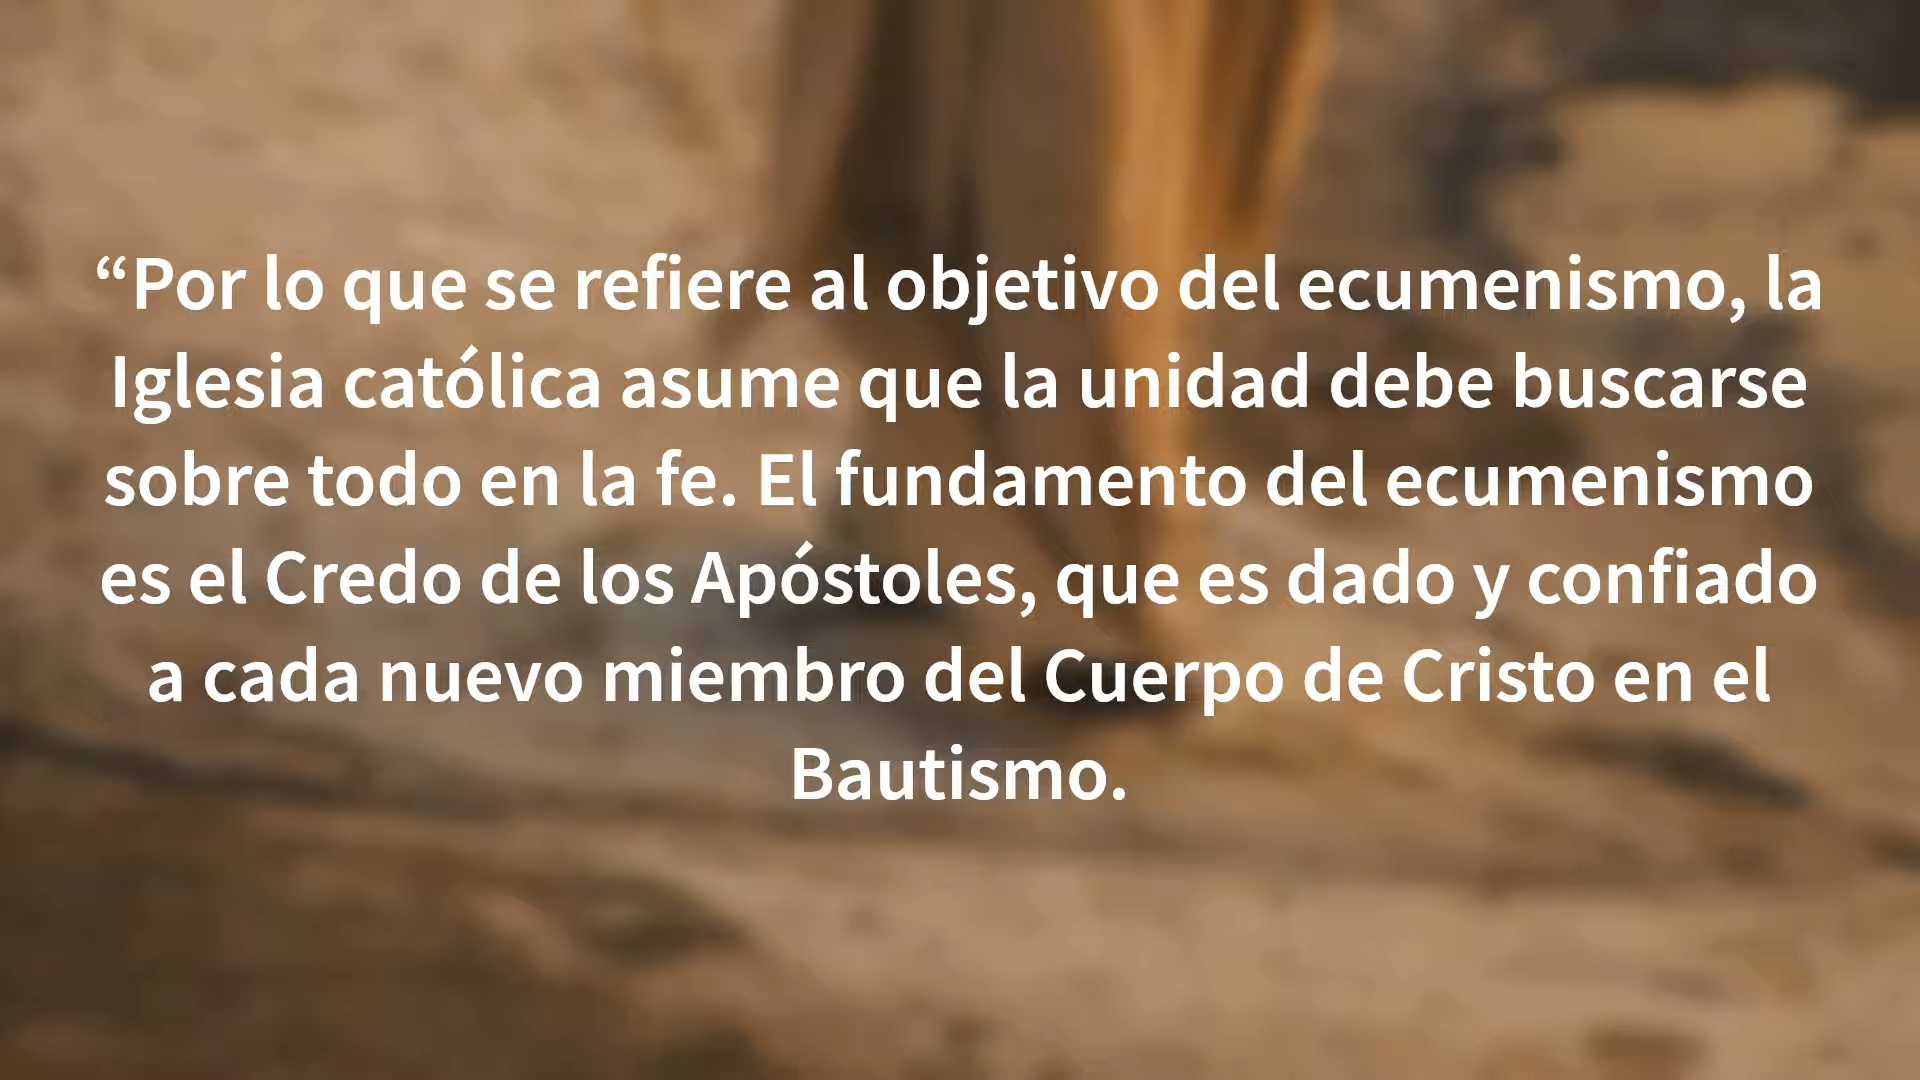 “Por lo que se refiere al objetivo del ecumenismo, la
Iglesia católica asume que la unidad debe buscarse
sobre todo en la fe. El fundamento del ecumenismo
es el Credo de los Apóstoles, que es dado y confiado
a cada nuevo miembro del Cuerpo de Cristo en el
Bautismo.